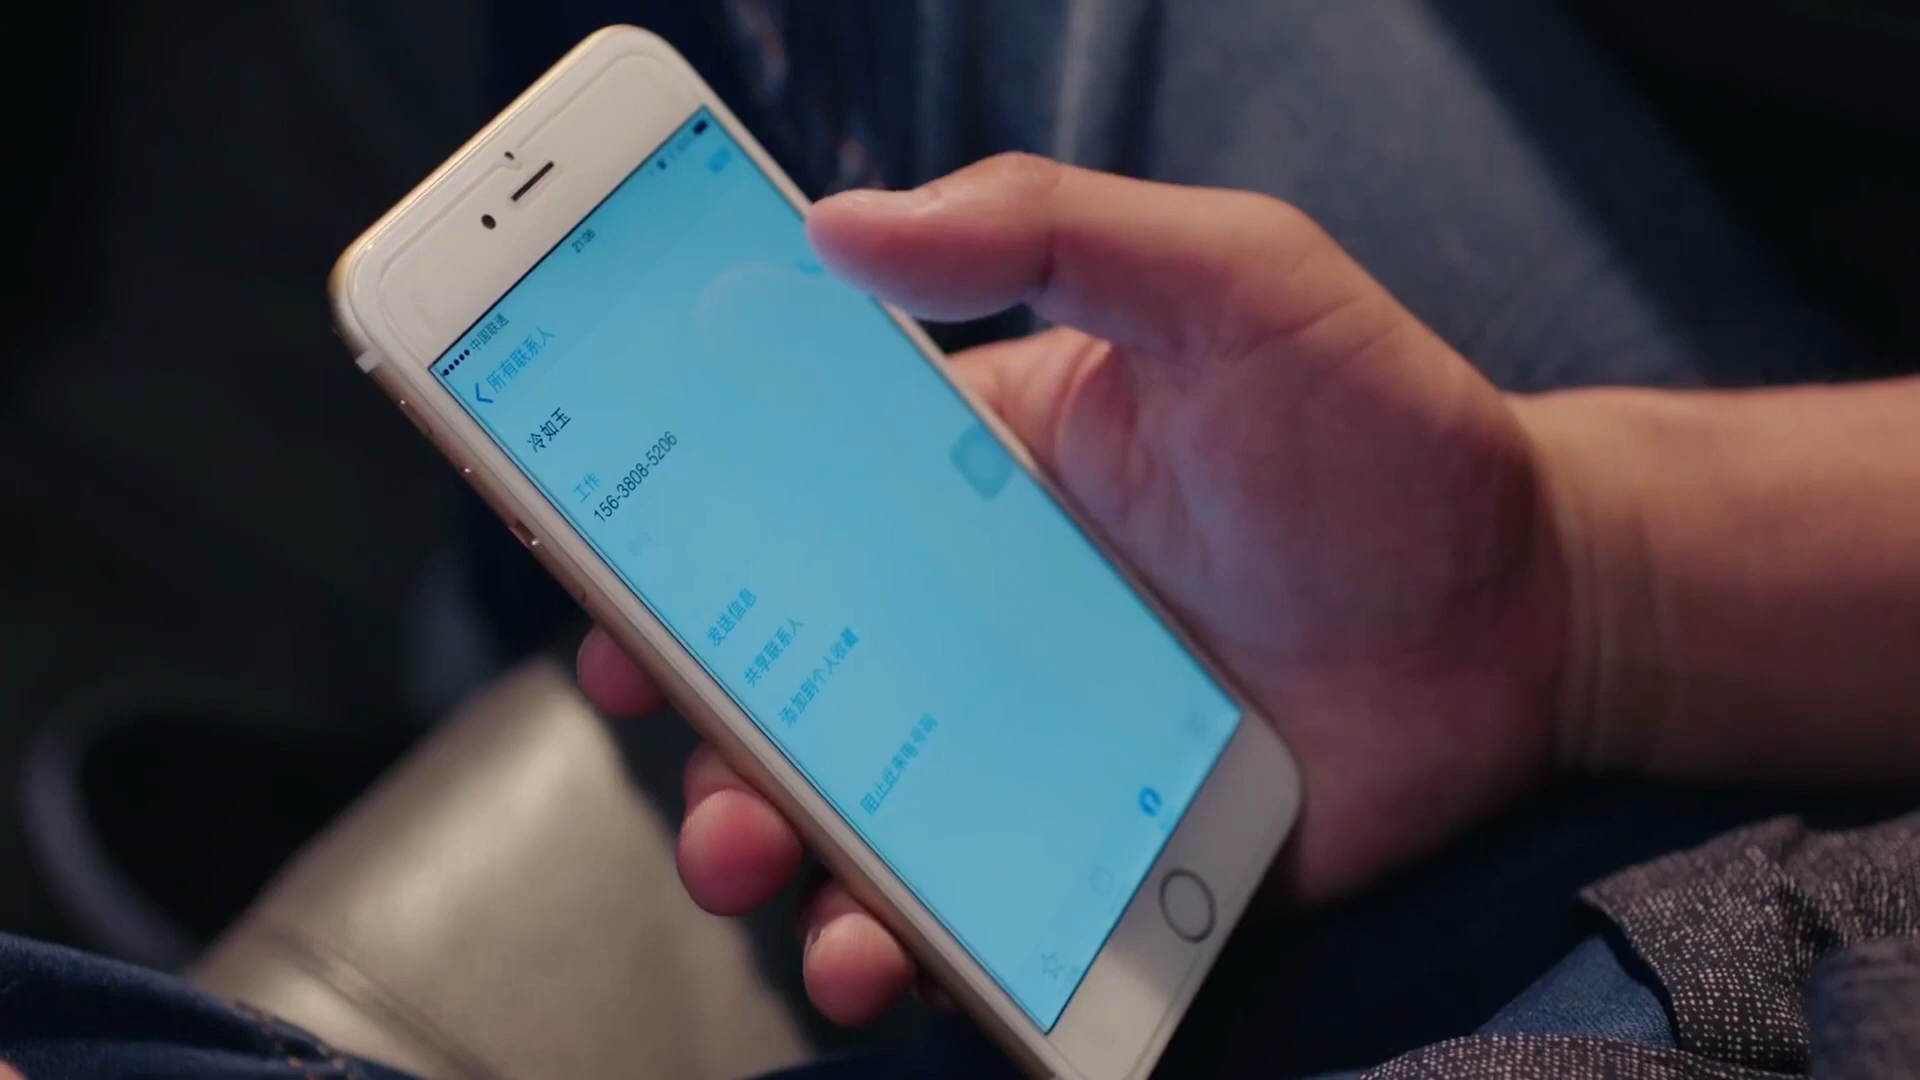 中国联通
21:06
所有联系人
冷如玉
工作
156-3808-5206
发送信息
共享联系人
添加到个人收藏
阻止此来电号码